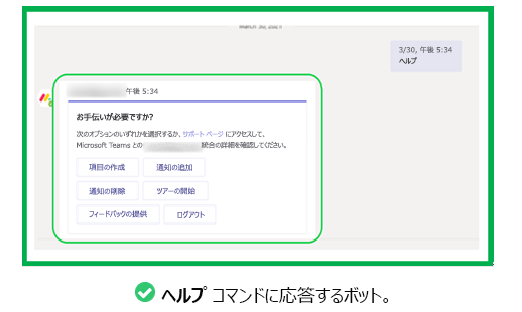 3/30, 午後 5:34
ヘルプ
午後 5:34
お手伝いが必要ですか?
次のオプションのいずれかを選択するか、サポート ページ にアクセスして、
Microsoft Teams との 統合の詳細を確認してください。
項目の作成 通知の追加
通知の削除 ツアーの開始
フィードバックの提供 ログアウト
ヘルプ コマンドに応答するボット。